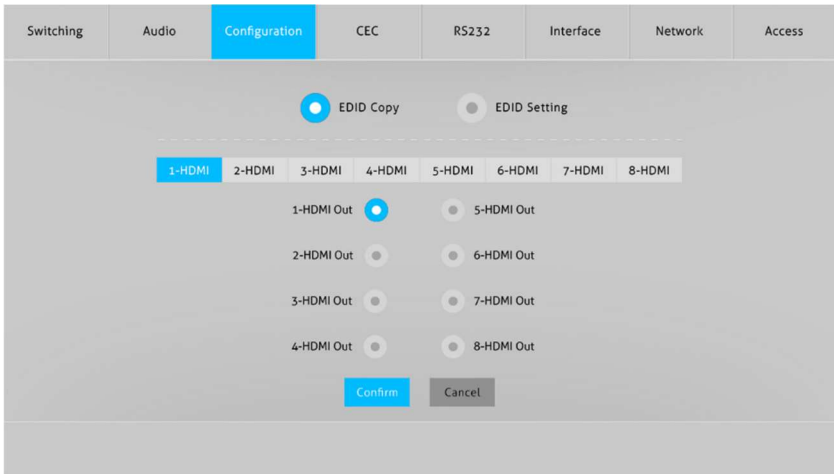 Switching Audio Configuration CEC RS232 Interface Network Access
EDID Copy EDID Setting
1-HDMI 2-HDMI 3-HDMI 4-HDMI 5-HDMI 6-HDMI 7-HDMI 8-HDMI
1-HDMI Out 5-HDMI Out
2-HDMI Out 6-HDMI Out
3-HDMI Out 7-HDMI Out
4-HDMI Out 8-HDMI Out
Confirm Cancel